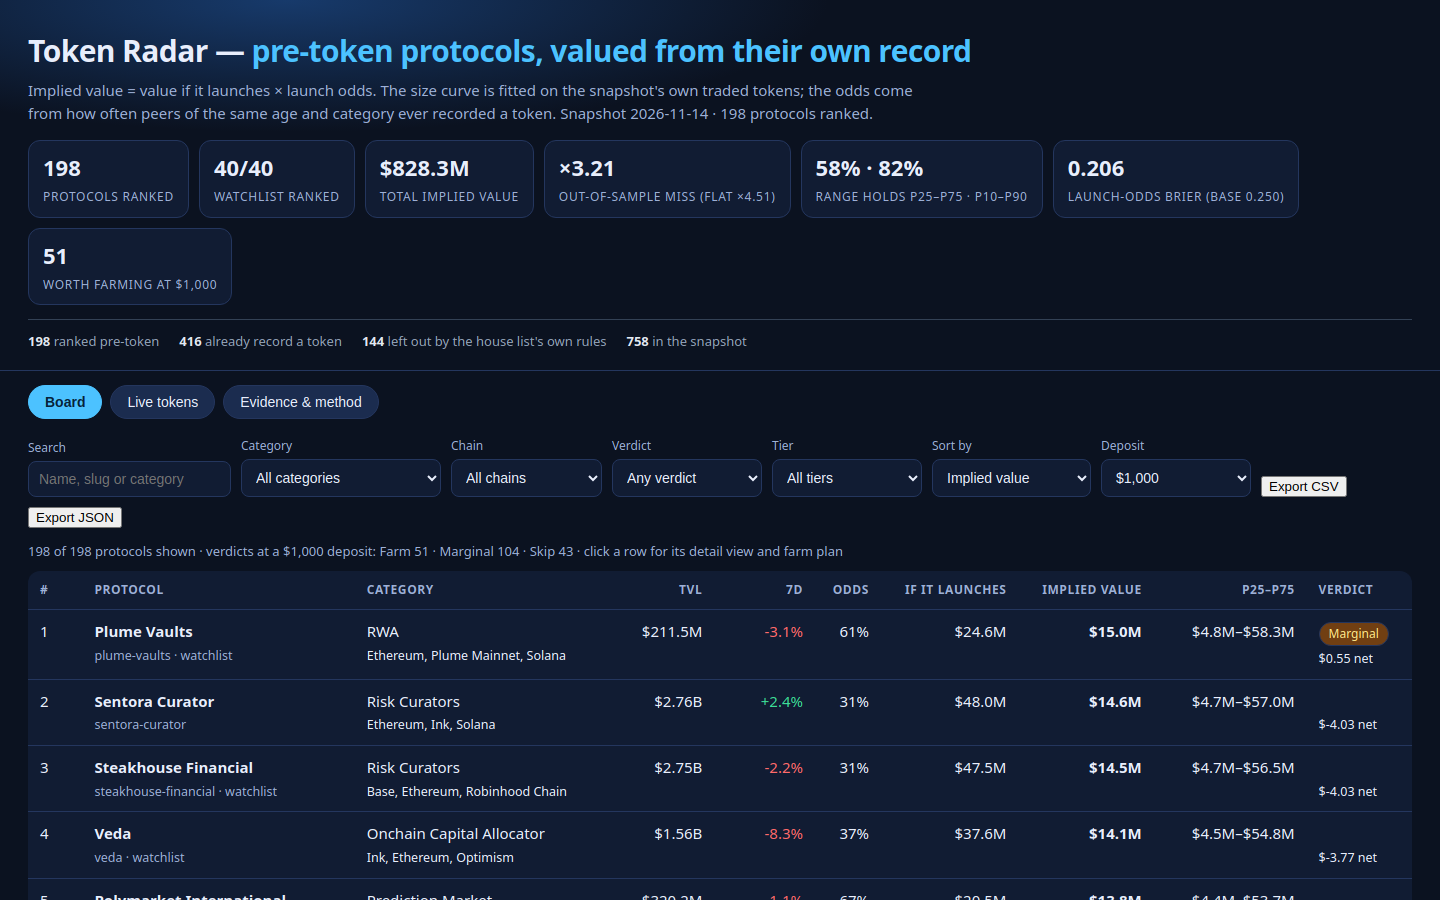 Token Radar — pre-token protocols, valued from their own record
Implied value = value if it launches × launch odds. The size curve is fitted on the snapshot's own traded tokens; the odds come
from how often peers of the same age and category ever recorded a token. Snapshot 2026-11-14 · 198 protocols ranked.
198
PROTOCOLS RANKED
40/40
WATCHLIST RANKED
$828.3M
TOTAL IMPLIED VALUE
×3.21
OUT-OF-SAMPLE MISS (FLAT ×4.51)
58% · 82%
RANGE HOLDS P25–P75 · P10–P90
0.206
LAUNCH-ODDS BRIER (BASE 0.250)
51
WORTH FARMING AT $1,000
198 ranked pre-token 416 already record a token 144 left out by the house list's own rules 758 in the snapshot
Board Live tokens Evidence & method
Search Category Chain Verdict Tier Sort by Deposit
Name, slug or category All categories All chains Any verdict All tiers Implied value $1,000 Export CSV
Export JSON
198 of 198 protocols shown · verdicts at a $1,000 deposit: Farm 51 · Marginal 104 · Skip 43 · click a row for its detail view and farm plan
# PROTOCOL CATEGORY TVL 7D ODDS IF IT LAUNCHES IMPLIED VALUE P25–P75 VERDICT
1 Plume Vaults RWA $211.5M -3.1% 61% $24.6M $15.0M $4.8M–$58.3M Marginal
plume-vaults · watchlist Ethereum, Plume Mainnet, Solana $0.55 net
2 Sentora Curator Risk Curators $2.76B +2.4% 31% $48.0M $14.6M $4.7M–$57.0M
sentora-curator Ethereum, Ink, Solana $-4.03 net
3 Steakhouse Financial Risk Curators $2.75B -2.2% 31% $47.5M $14.5M $4.7M–$56.5M
steakhouse-financial · watchlist Base, Ethereum, Robinhood Chain $-4.03 net
4 Veda Onchain Capital Allocator $1.56B -8.3% 37% $37.6M $14.1M $4.5M–$54.8M
veda · watchlist Ink, Ethereum, Optimism $-3.77 net
5 Polymarket International Prediction Market